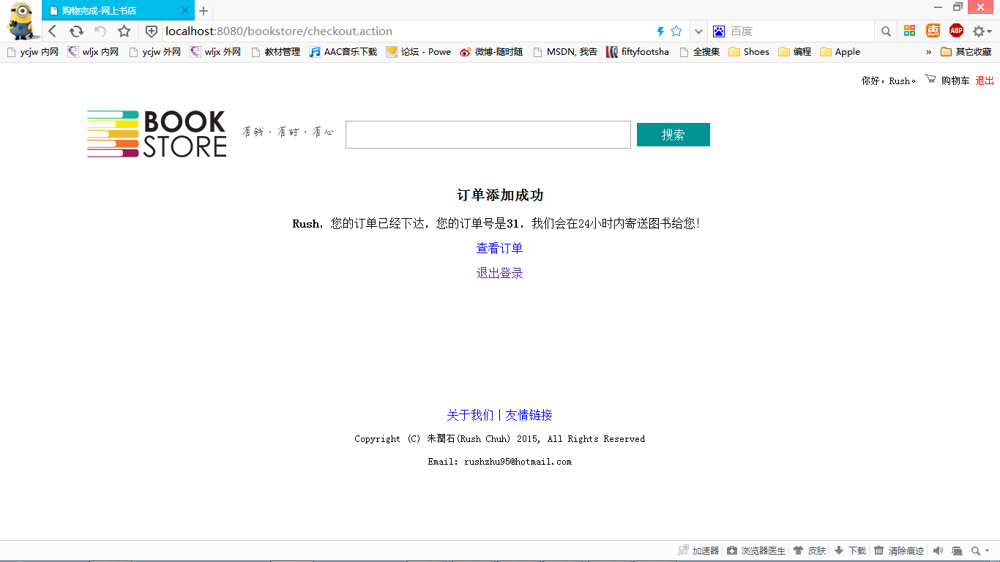 购物完成-网上书店
localhost:8080/bookstore/checkout.action
百度
ABP
ycjw 内网 wljx 内网 ycjw 外网 wljx 外网 教材管理 AAC音乐下载 论坛 - Powe 微博-随时随 MSDN, 我告 fiftyfootsha 全搜集 Shoes 编程 Apple » 其它收藏
你好，Rush。 购物车 退出
BOOK
STORE
有钱·有时·有心
搜索
订单添加成功
Rush，您的订单已经下达，您的订单号是31，我们会在24小时内寄送图书给您！
查看订单
退出登录
关于我们 | 友情链接
Copyright (C) 朱潤石(Rush Chuh) 2015, All Rights Reserved
Email: rushzhu95@hotmail.com
加速器 浏览器医生 皮肤 下载 清除痕迹